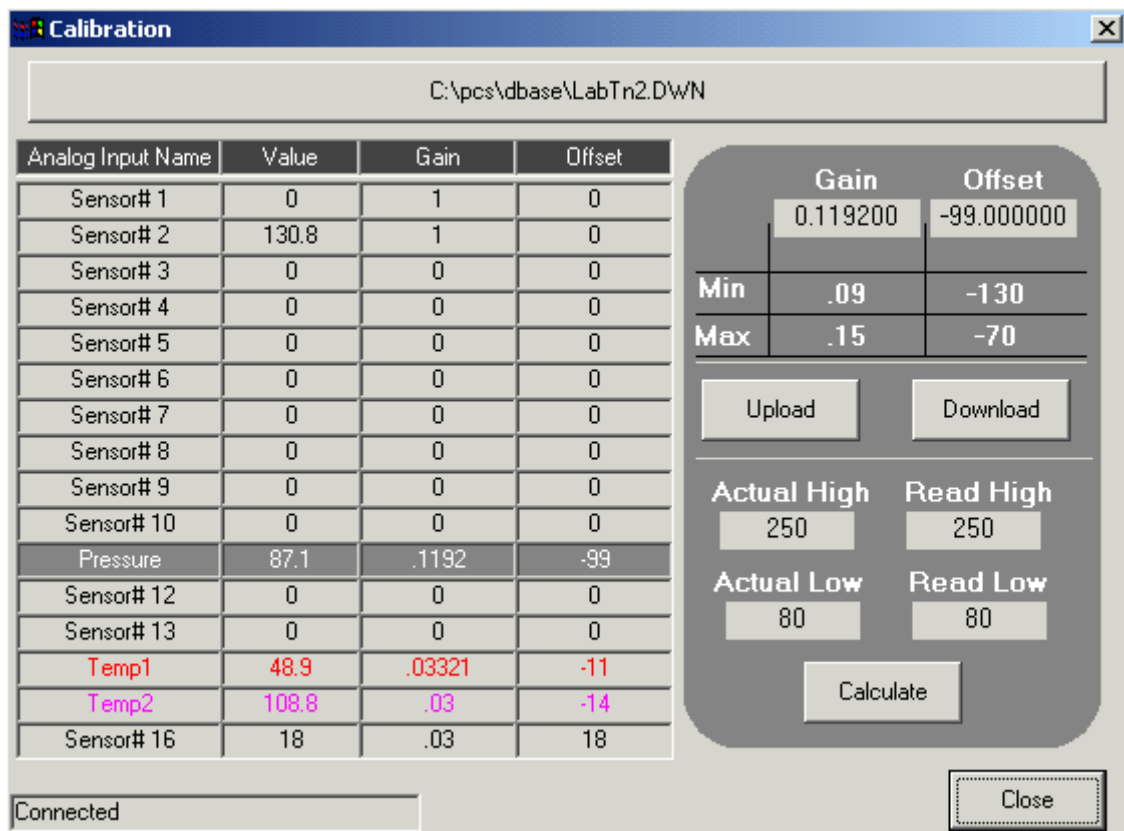 Calibration
C:\pcs\dbase\LabTn2.DWN
Analog Input Name Value Gain Offset
Sensor# 1 0 1 0
Sensor# 2 130.8 1 0
Sensor# 3 0 0 0
Sensor# 4 0 0 0
Sensor# 5 0 0 0
Sensor# 6 0 0 0
Sensor# 7 0 0 0
Sensor# 8 0 0 0
Sensor# 9 0 0 0
Sensor# 10 0 0 0
Pressure 87.1 .1192 -99
Sensor# 12 0 0 0
Sensor# 13 0 0 0
Temp1 48.9 .03321 -11
Temp2 108.8 .03 -14
Sensor# 16 18 .03 18
Gain Offset
0.119200 -99.000000
Min .09 -130
Max .15 -70
Upload Download
Actual High Read High
250 250
Actual Low Read Low
80 80
Calculate
Connected
Close